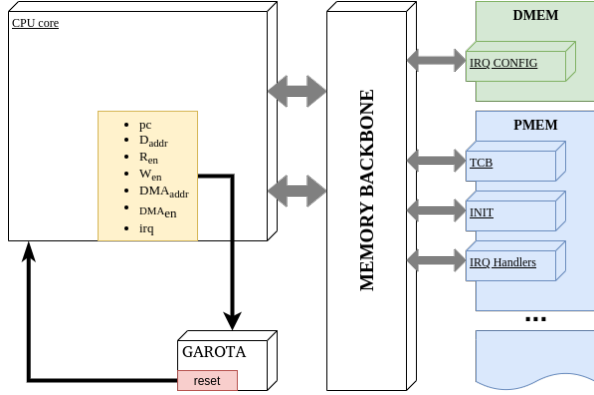 CPU core
• pc
• Daddr
• Ren
• Wen
• DMAaddr
• DMAen
• irq
GAROTA
reset
MEMORY BACKBONE
DMEM
IRQ CONFIG
PMEM
TCB
INIT
IRQ Handlers
...